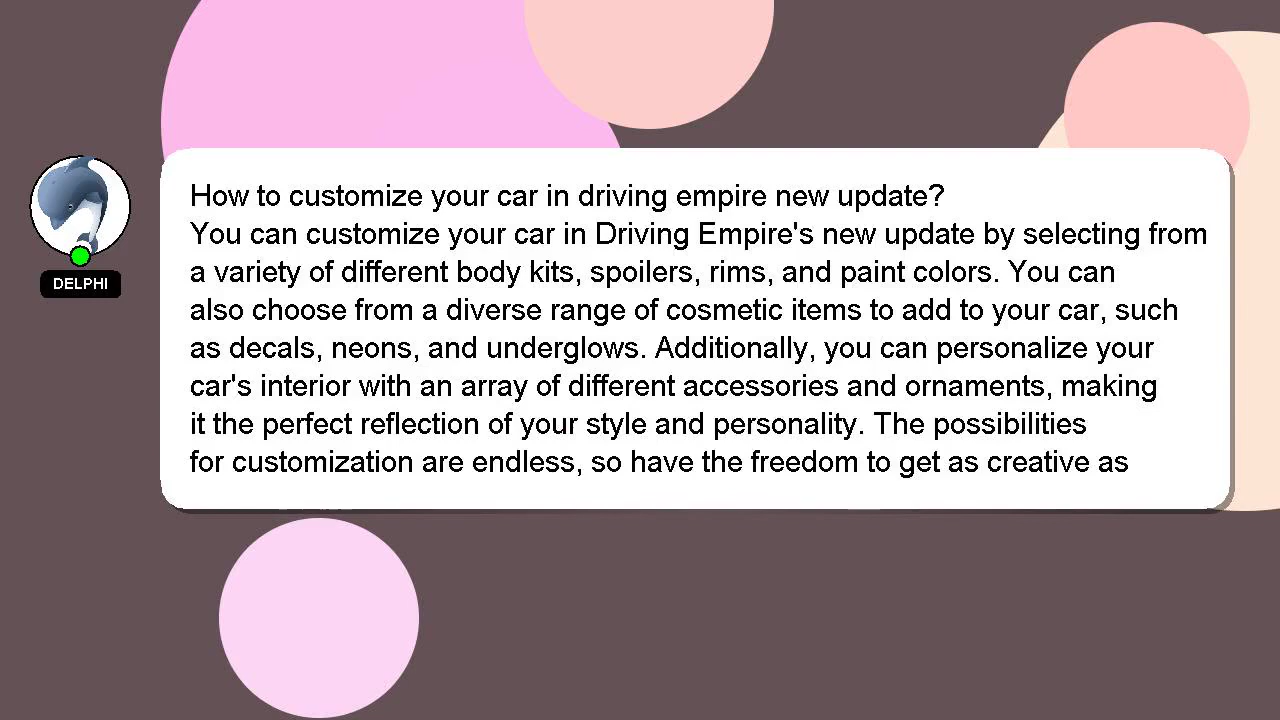 How to customize your car in driving empire new update?
You can customize your car in Driving Empire's new update by selecting from
a variety of different body kits, spoilers, rims, and paint colors. You can
also choose from a diverse range of cosmetic items to add to your car, such
as decals, neons, and underglows. Additionally, you can personalize your
car's interior with an array of different accessories and ornaments, making
it the perfect reflection of your style and personality. The possibilities
for customization are endless, so have the freedom to get as creative as
DELPHI